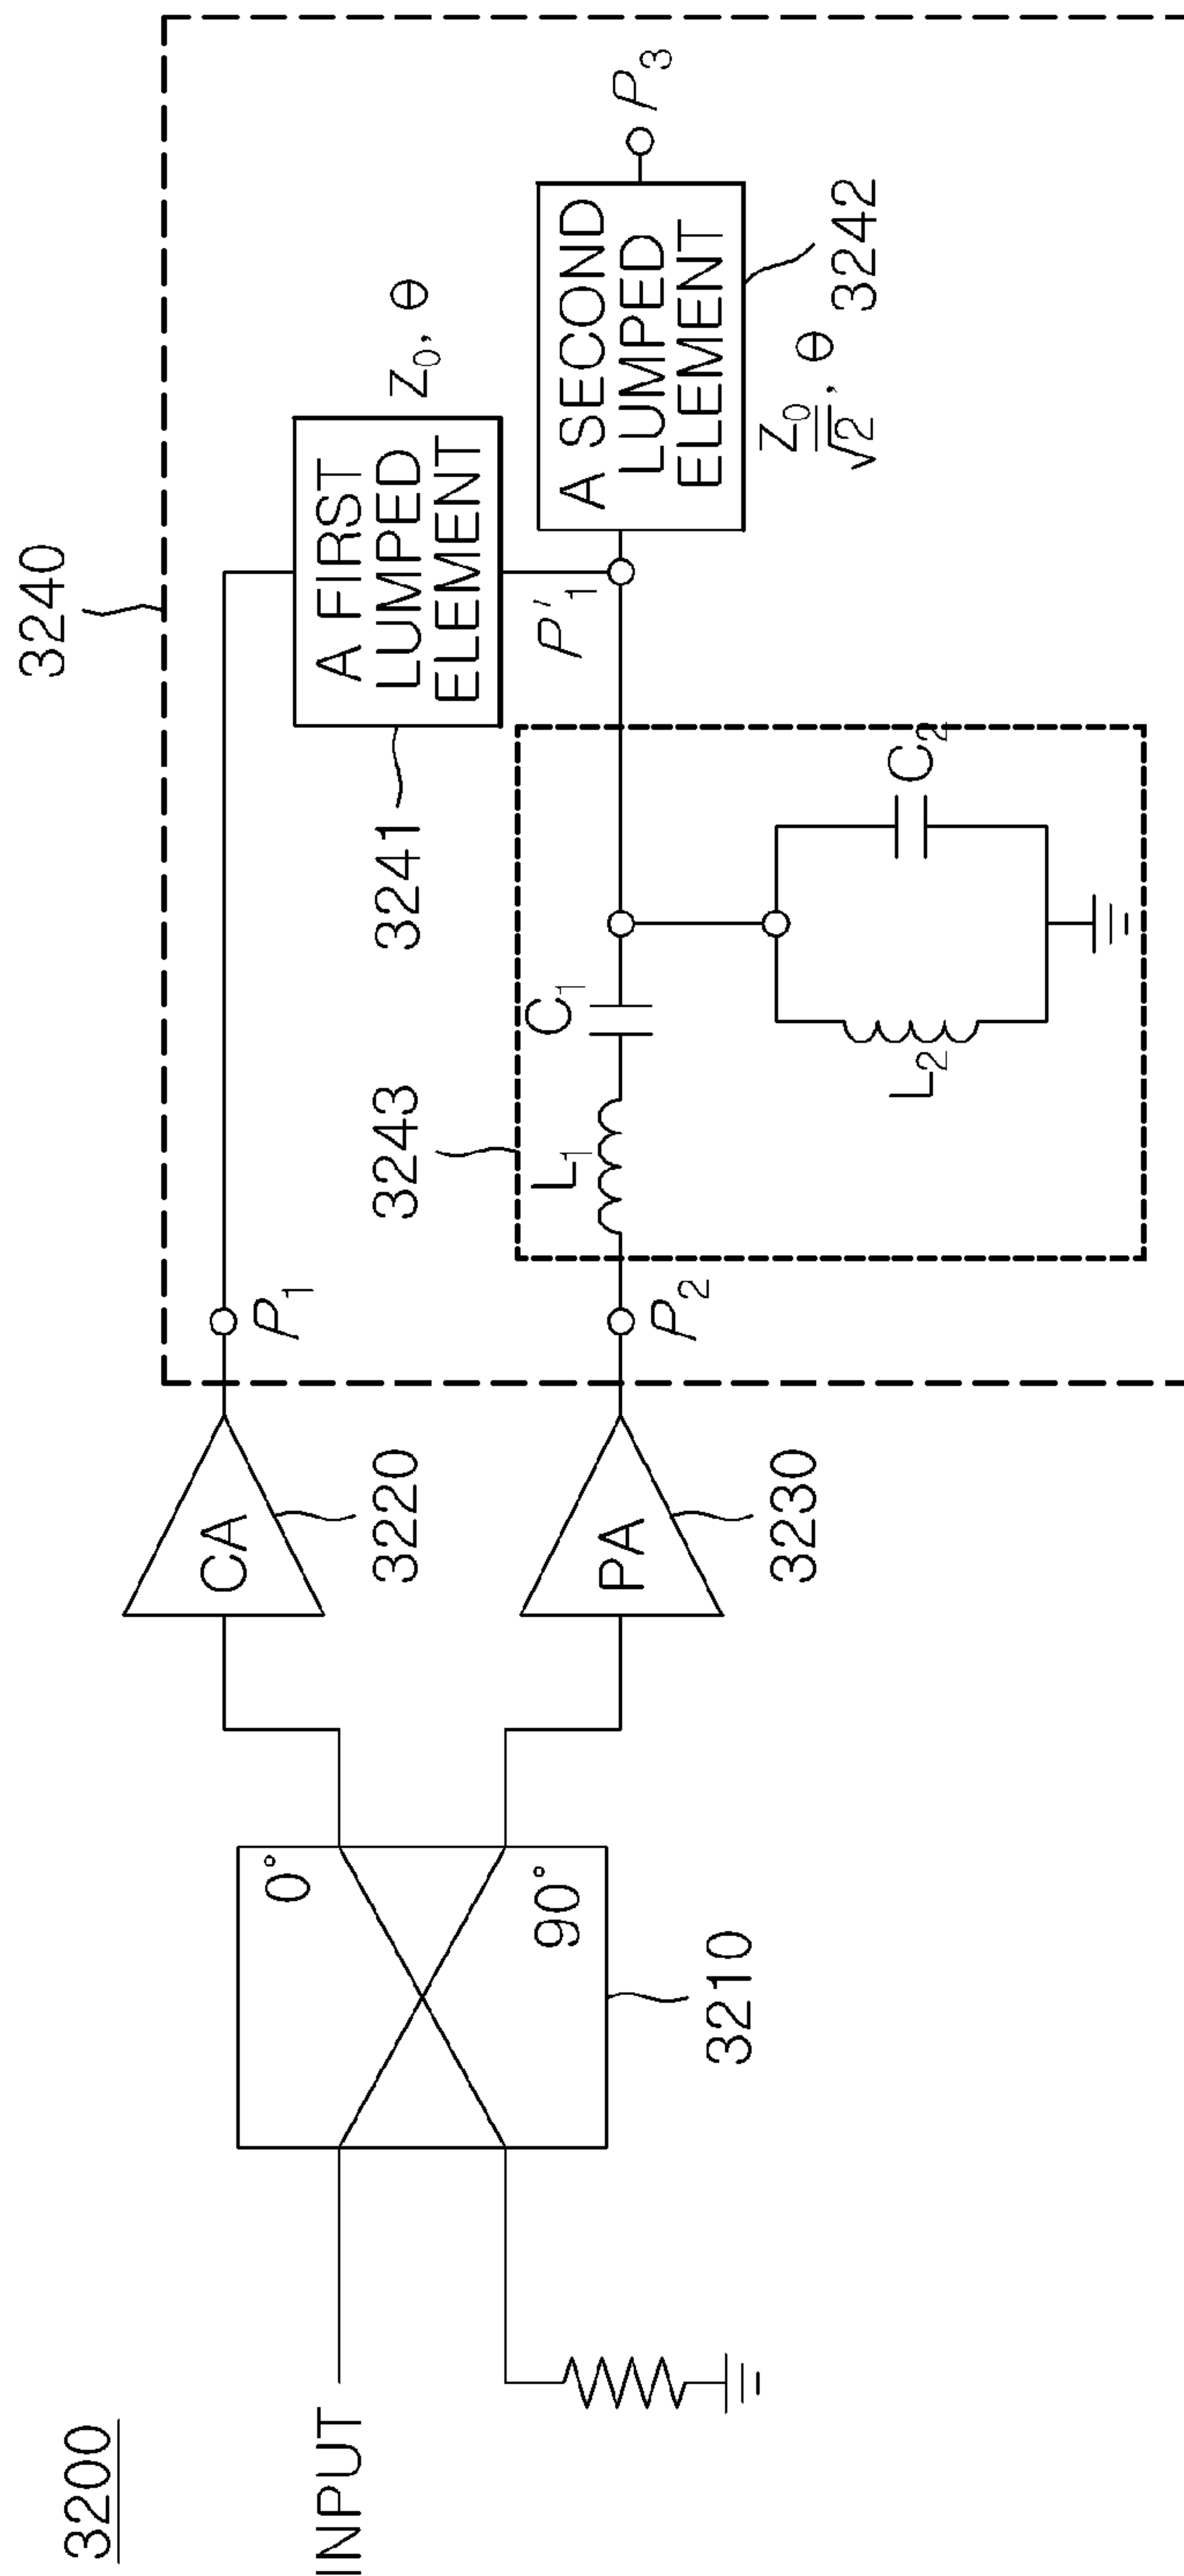 3200
INPUT
0°
90°
3210
CA
3220
PA
3230
3240
P1
P2
3243
L1
C1
L2
C2
3241
A FIRST
LUMPED
ELEMENT
Z0, Θ
P'1
A SECOND
LUMPED
ELEMENT
Z0/√2, Θ
3242
P3